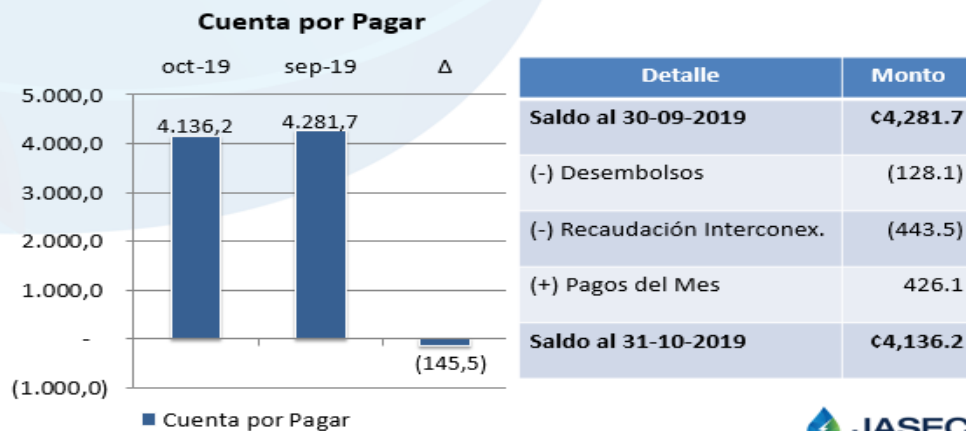 Cuenta por Pagar
oct-19 sep-19 Δ
5.000,0
4.000,0
3.000,0
2.000,0
1.000,0
-
(1.000,0)
4.136,2 4.281,7
(145,5)
Cuenta por Pagar
Detalle Monto
Saldo al 30-09-2019 ¢4,281.7
(-) Desembolsos (128.1)
(-) Recaudación Interconex. (443.5)
(+) Pagos del Mes 426.1
Saldo al 31-10-2019 ¢4,136.2
JASEC